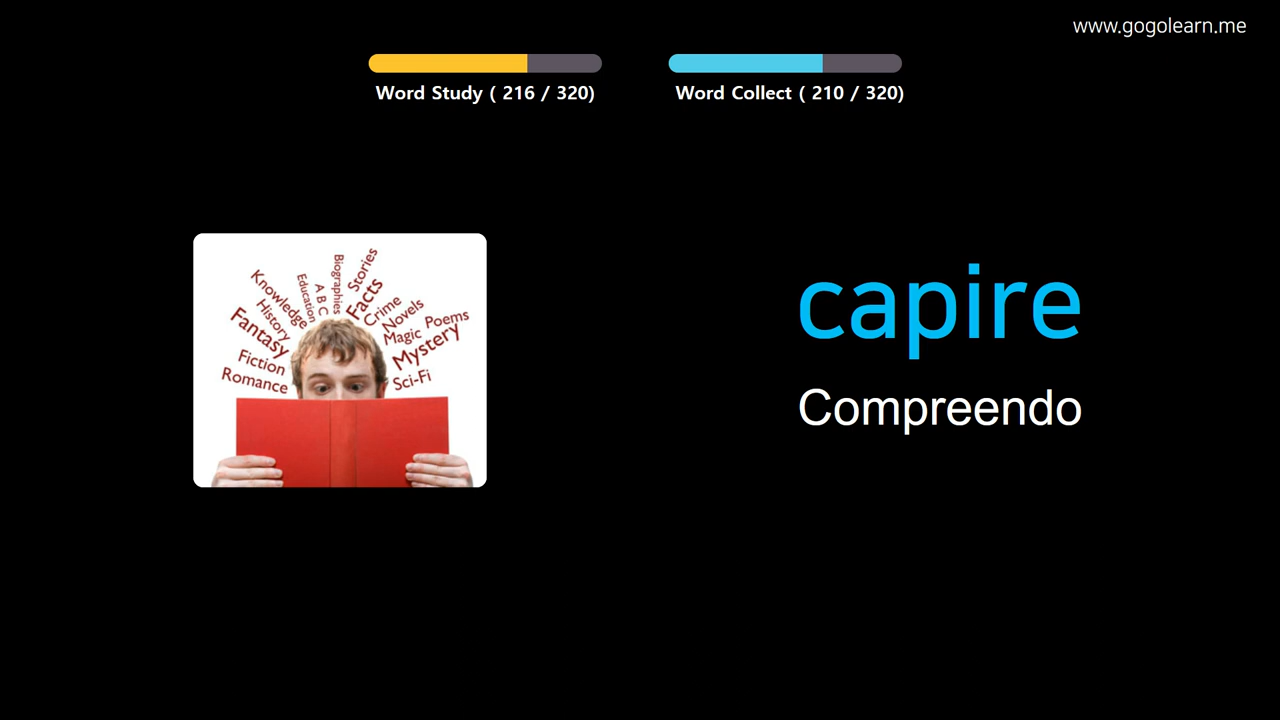 www.gogolearn.me
Word Study ( 216 / 320)
Word Collect ( 210 / 320)
capire
Compreendo
Knowledge
History
Fantasy
Fiction
Romance
Education
A B C
Biographies
Stories
Facts
Crime
Novels
Magic
Poems
Mystery
Sci-Fi